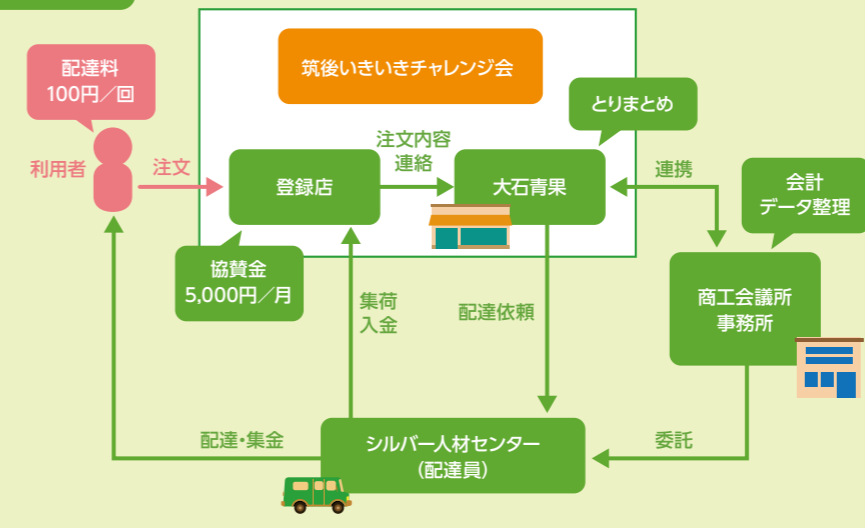 筑後いきいきチャレンジ会
配達料
100円／回
とりまとめ
利用者
注文
登録店
注文内容
連絡
大石青果
連携
会計
データ整理
協賛金
5,000円／月
集荷
入金
配達依頼
商工会議所
事務所
配達・集金
シルバー人材センター
（配達員）
委託